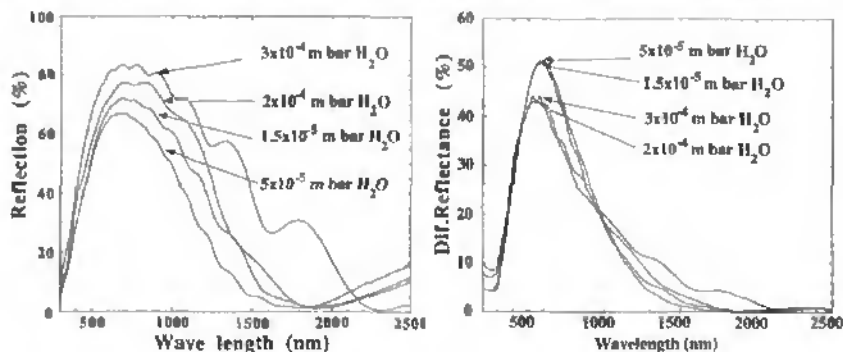 100
80
60
40
20
0
Reflection (%)
3x10⁻⁴ m bar H₂O
2x10⁻⁴ m bar H₂O
1.5x10⁻⁵ m bar H₂O
5x10⁻⁵ m bar H₂O
500 1000 1500 2000 2500
Wave length (nm)
60
50
40
30
20
10
0
Dif.Reflectance (%)
5x10⁻⁵ m bar H₂O
1.5x10⁻⁵ m bar H₂O
3x10⁻⁴ m bar H₂O
2x10⁻⁴ m bar H₂O
500 1000 1500 2000 2500
Wavelength (nm)